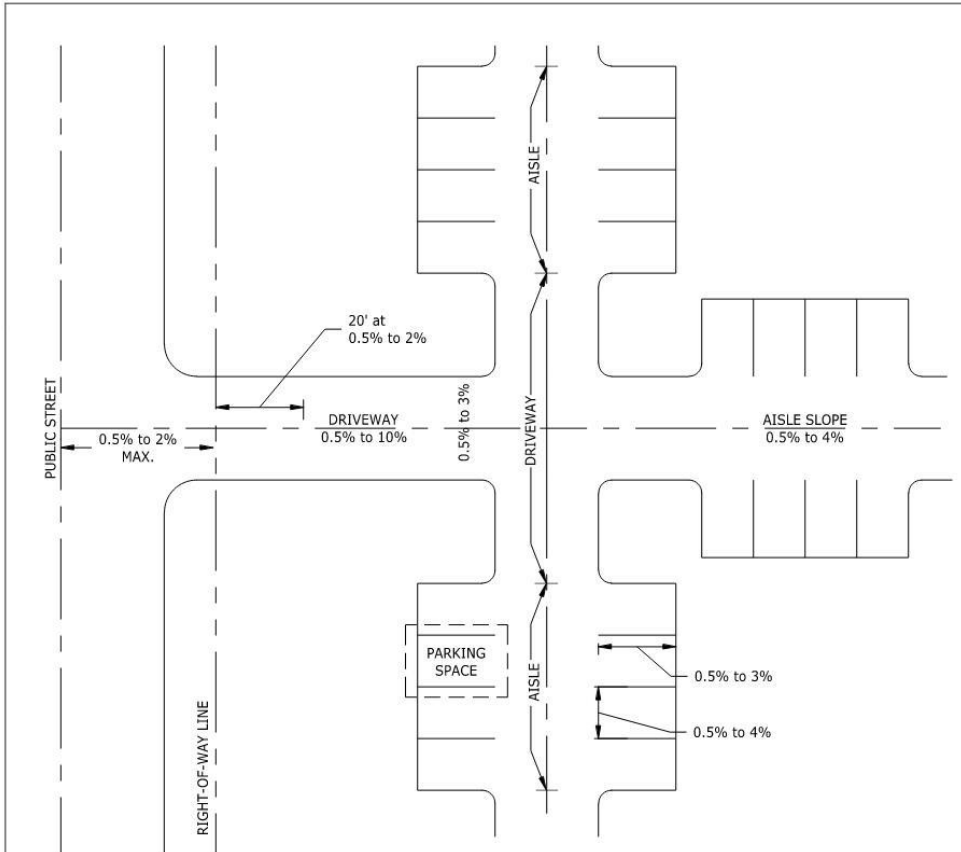 AISLE
20' at
0.5% to 2%
PUBLIC STREET
0.5% to 2%
MAX.
DRIVEWAY
0.5% to 10%
0.5% to 3%
DRIVEWAY
AISLE SLOPE
0.5% to 4%
PARKING
SPACE
AISLE
0.5% to 3%
0.5% to 4%
RIGHT-OF-WAY LINE